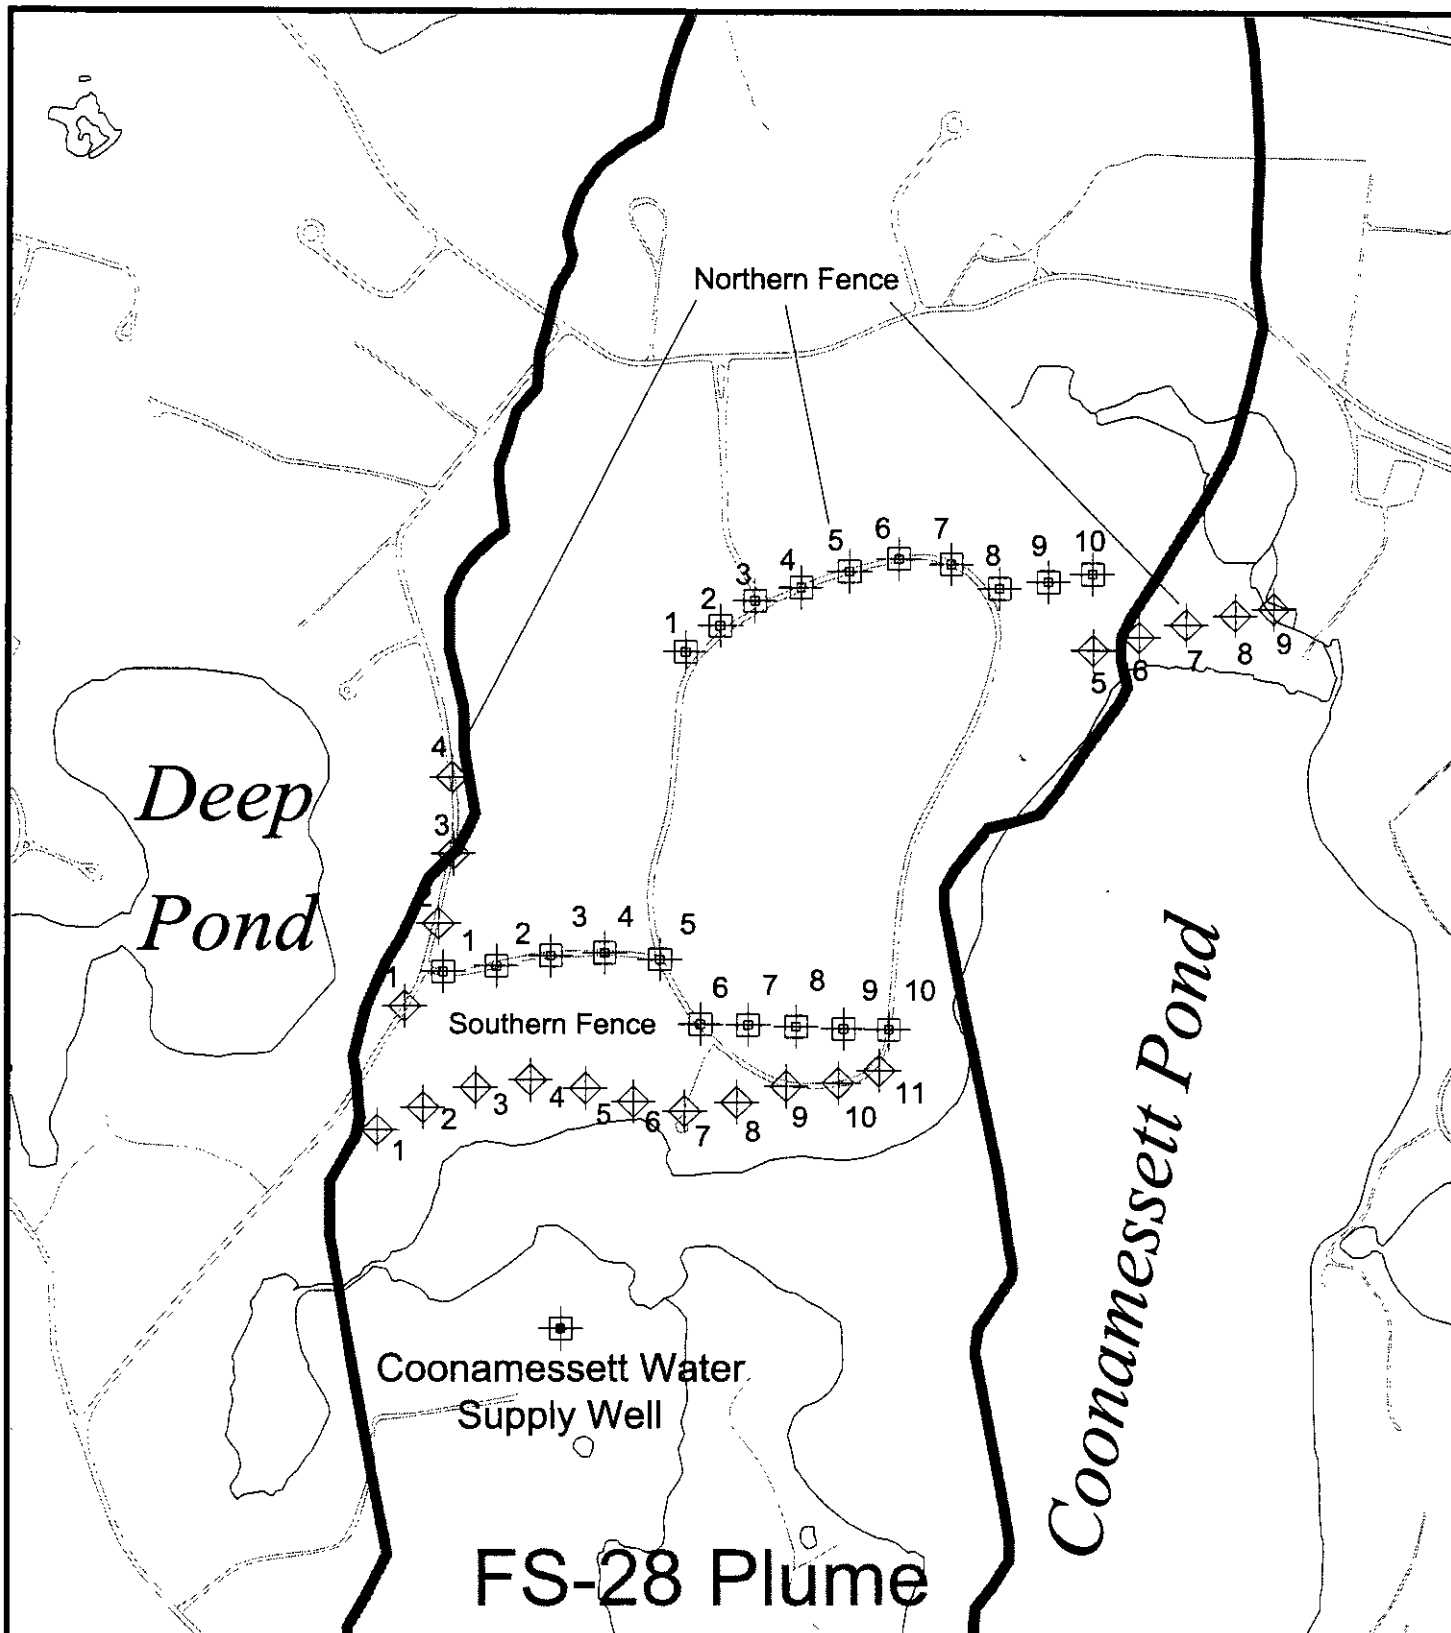 Northern Fence
1 2 3 4 5 6 7 8 9 10
5 6 7 8 9
4
3
1
Deep
Pond
1 2 3 4 5
6 7 8 9 10
Southern Fence
1 2 3 4 5 6 7 8 9 10 11
Coonamessett Pond
Coonamessett Water
Supply Well
FS-28 Plume